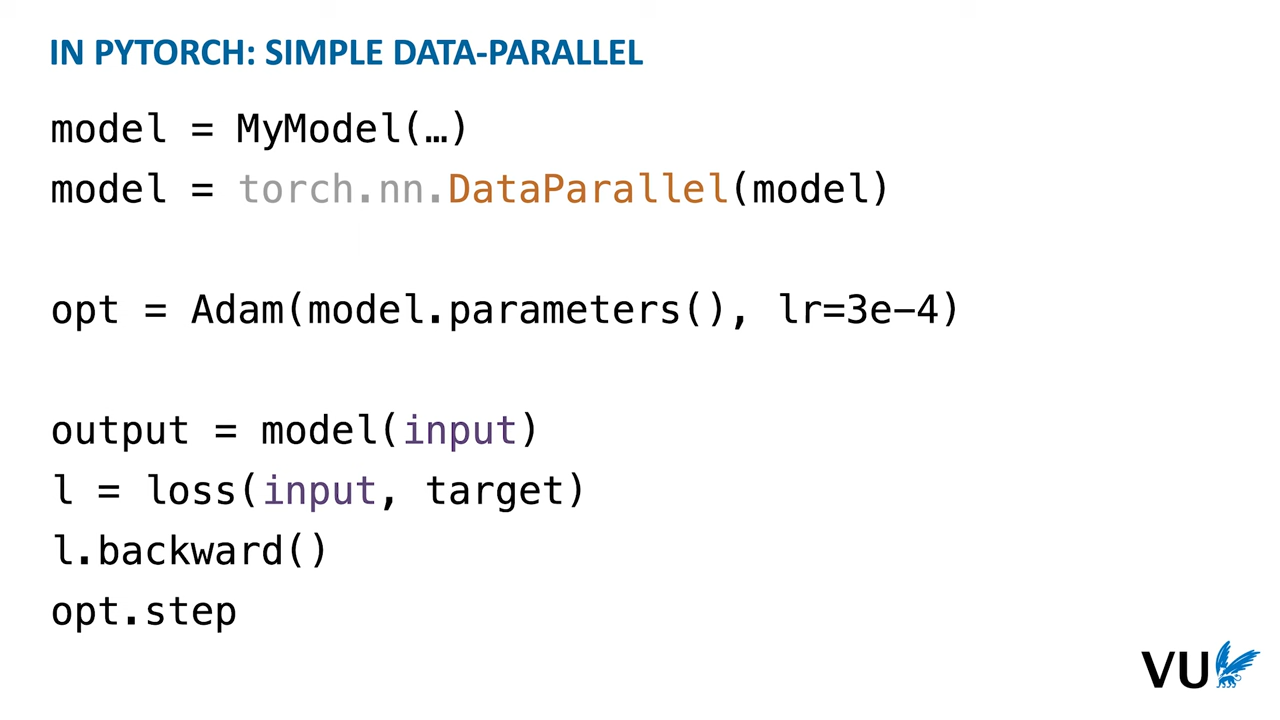 IN PYTORCH: SIMPLE DATA-PARALLEL
model = MyModel(…)
model = torch.nn.DataParallel(model)
opt = Adam(model.parameters(), lr=3e-4)
output = model(input)
l = loss(input, target)
l.backward()
opt.step
VU